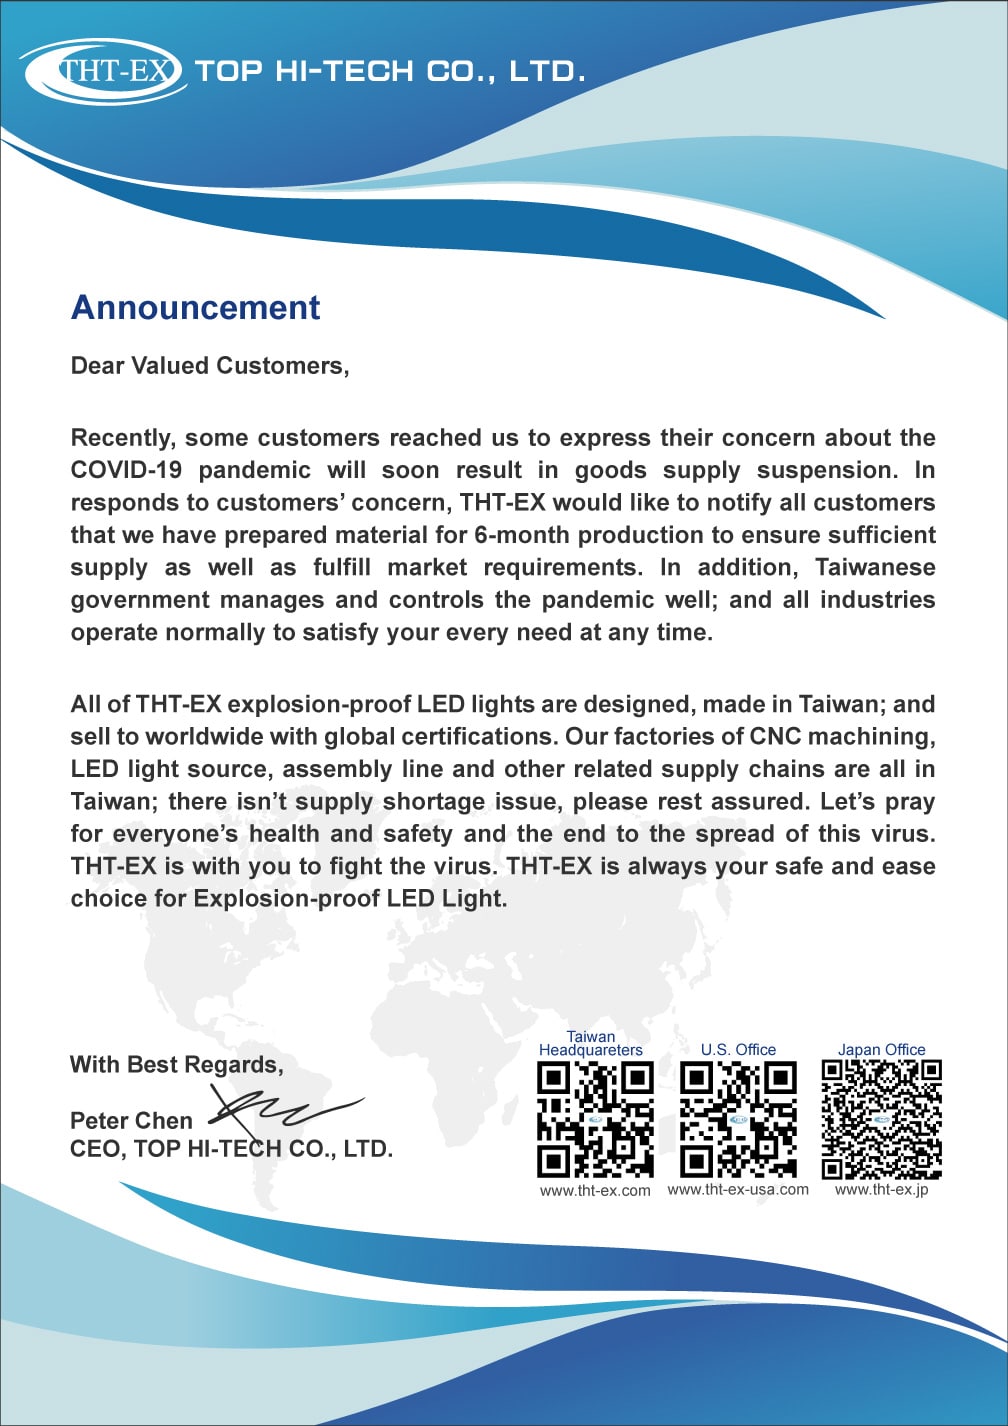 THT-EX TOP HI-TECH CO., LTD.
Announcement
Dear Valued Customers,
Recently, some customers reached us to express their concern about the
COVID-19 pandemic will soon result in goods supply suspension. In
responds to customers’ concern, THT-EX would like to notify all customers
that we have prepared material for 6-month production to ensure sufficient
supply as well as fulfill market requirements. In addition, Taiwanese
government manages and controls the pandemic well; and all industries
operate normally to satisfy your every need at any time.
All of THT-EX explosion-proof LED lights are designed, made in Taiwan; and
sell to worldwide with global certifications. Our factories of CNC machining,
LED light source, assembly line and other related supply chains are all in
Taiwan; there isn’t supply shortage issue, please rest assured. Let’s pray
for everyone’s health and safety and the end to the spread of this virus.
THT-EX is with you to fight the virus. THT-EX is always your safe and ease
choice for Explosion-proof LED Light.
With Best Regards,
Peter Chen
CEO, TOP HI-TECH CO., LTD.
Taiwan
Headquareters
U.S. Office
Japan Office
www.tht-ex.com
www.tht-ex-usa.com
www.tht-ex.jp